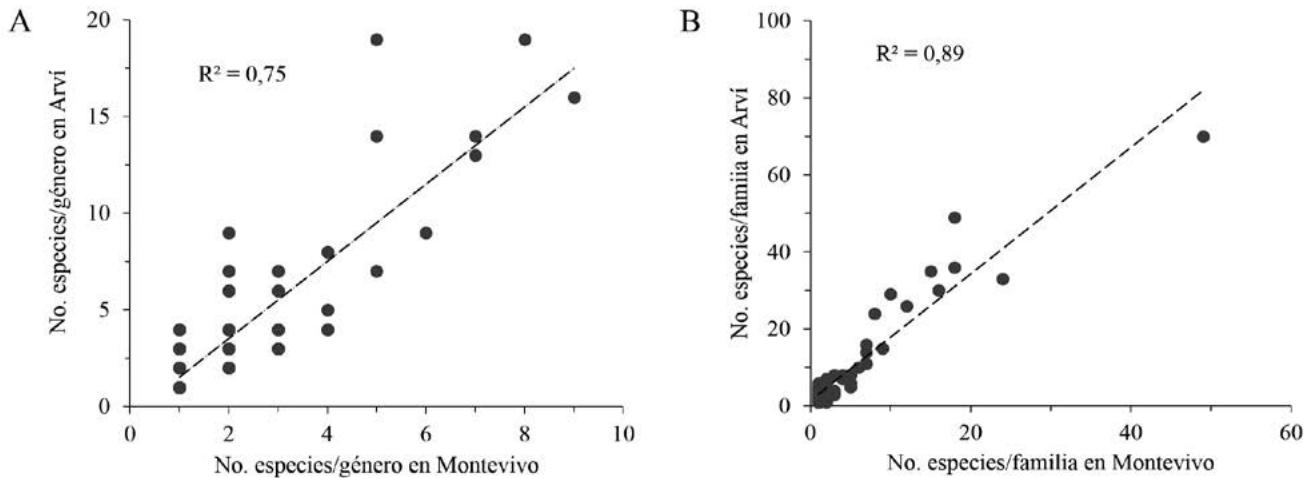 A
No. especies/género en Arví
20
15
10
5
0
R² = 0,75
0 2 4 6 8 10
No. especies/género en Montevivo
B
No. especies/famiia en Arví
100
80
60
40
20
0
R² = 0,89
0 20 40 60
No. especies/familia en Montevivo